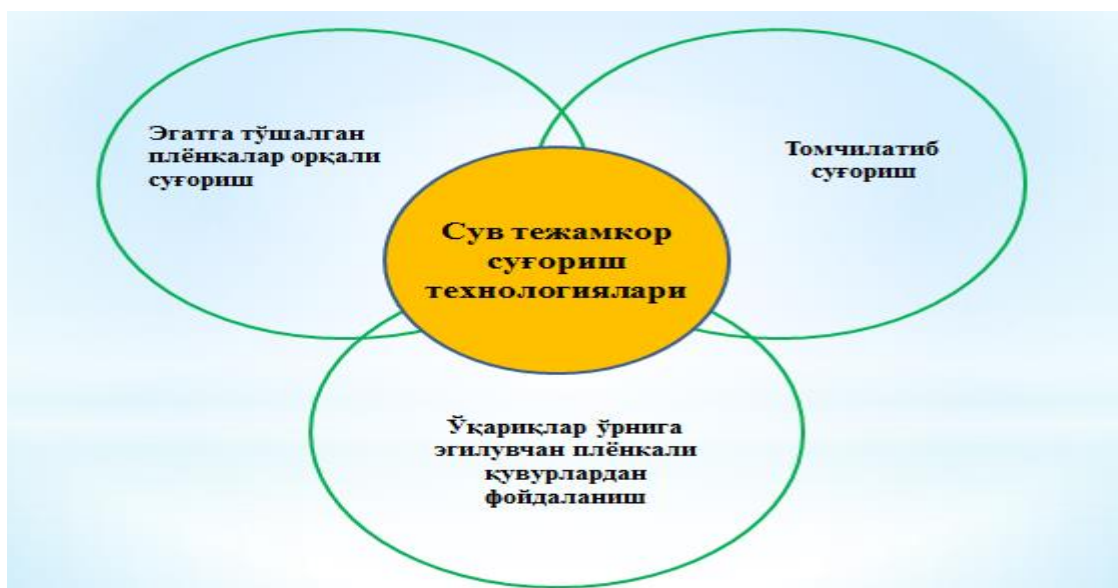 Эгатга тўшалган
плёнкалар орқали
суғориш
Томчилатиб
суғориш
Сув тежамкор
суғориш
технологиялари
Ўқариқлар ўрнига
эгилувчан плёнкали
қувурлардан
фойдаланиш